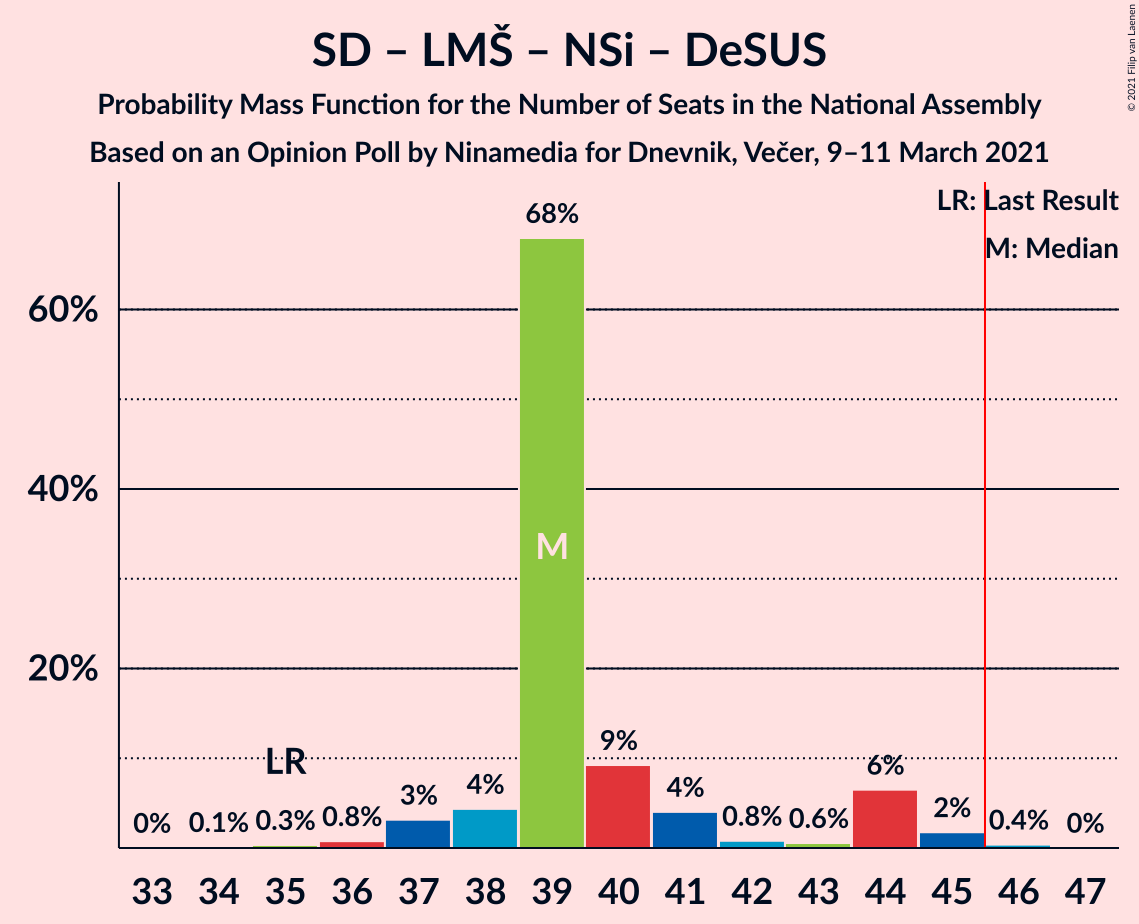 SD – LMŠ – NSi – DeSUS
Probability Mass Function for the Number of Seats in the National Assembly
Based on an Opinion Poll by Ninamedia for Dnevnik, Večer, 9–11 March 2021
© 2021 Filip van Laenen
LR: Last Result
M: Median
60%
40%
20%
0%
0.1%
0.3%
0.8%
3%
4%
68%
9%
4%
0.8%
0.6%
6%
2%
0.4%
0%
LR
M
33 34 35 36 37 38 39 40 41 42 43 44 45 46 47